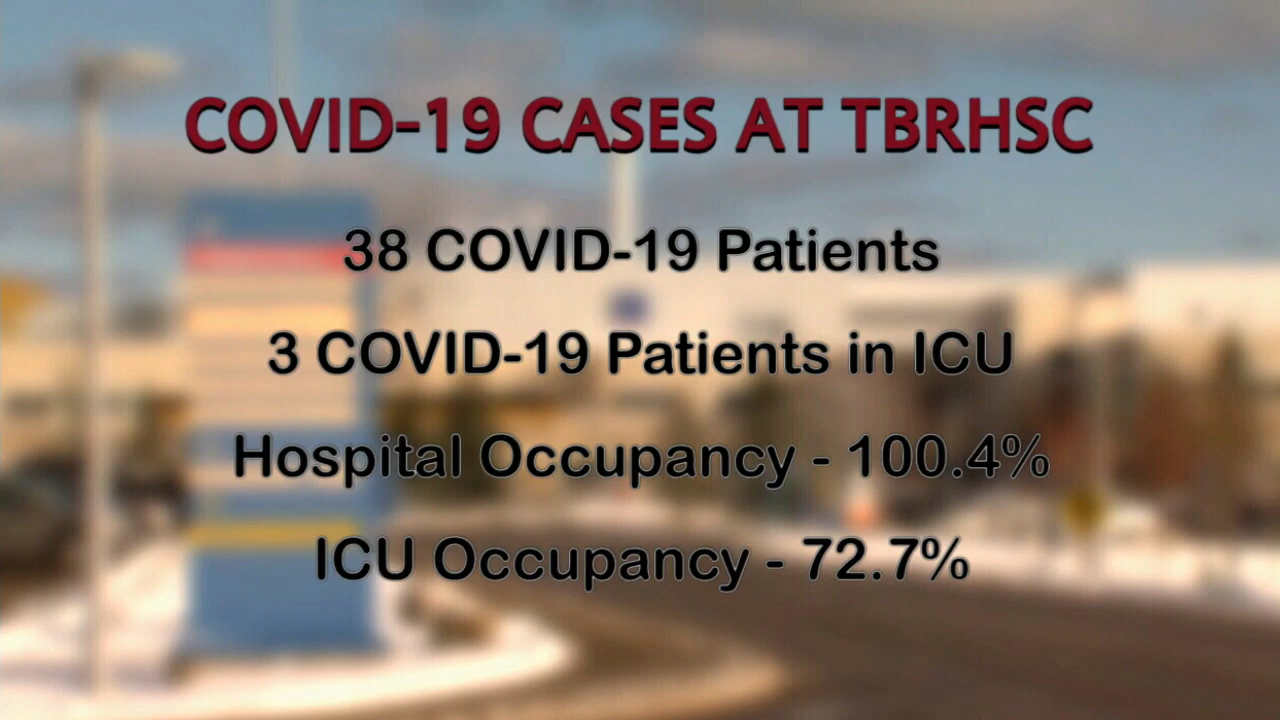 COVID-19 CASES AT TBRHSC
38 COVID-19 Patients
3 COVID-19 Patients in ICU
Hospital Occupancy - 100.4%
ICU Occupancy - 72.7%